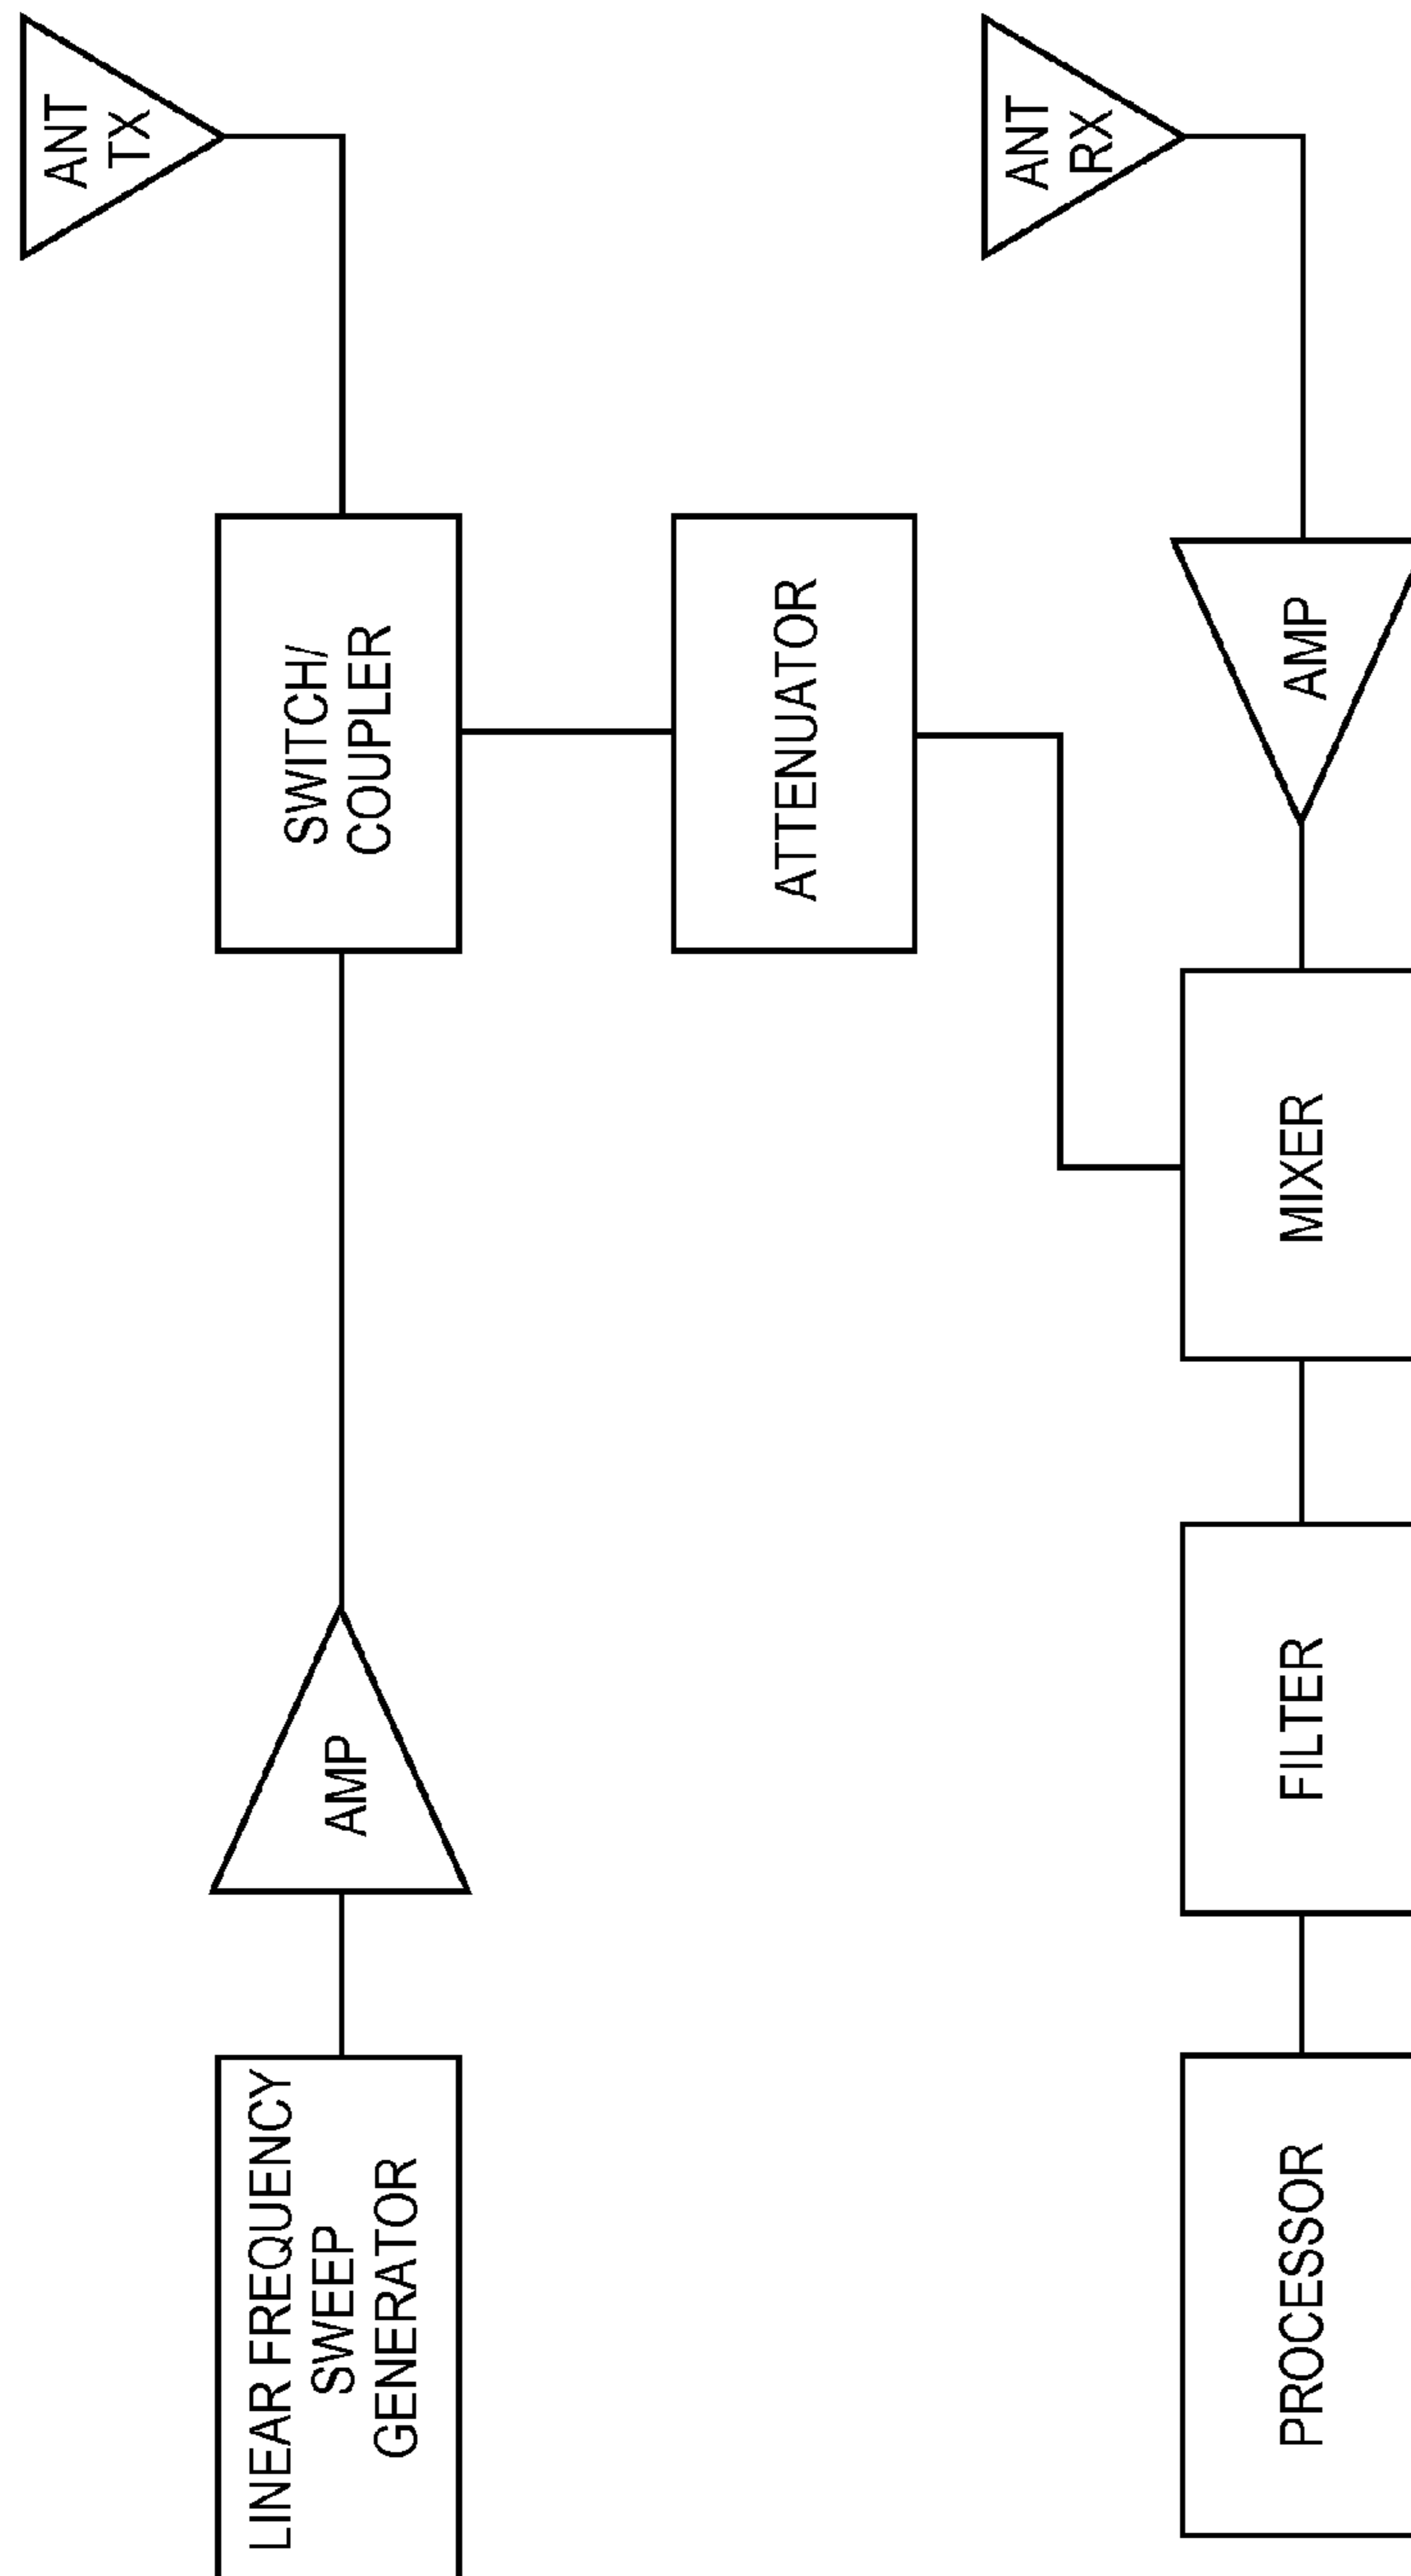 LINEAR FREQUENCY
SWEEP
GENERATOR
AMP
SWITCH/
COUPLER
ANT
TX
ATTENUATOR
ANT
RX
PROCESSOR
FILTER
MIXER
AMP